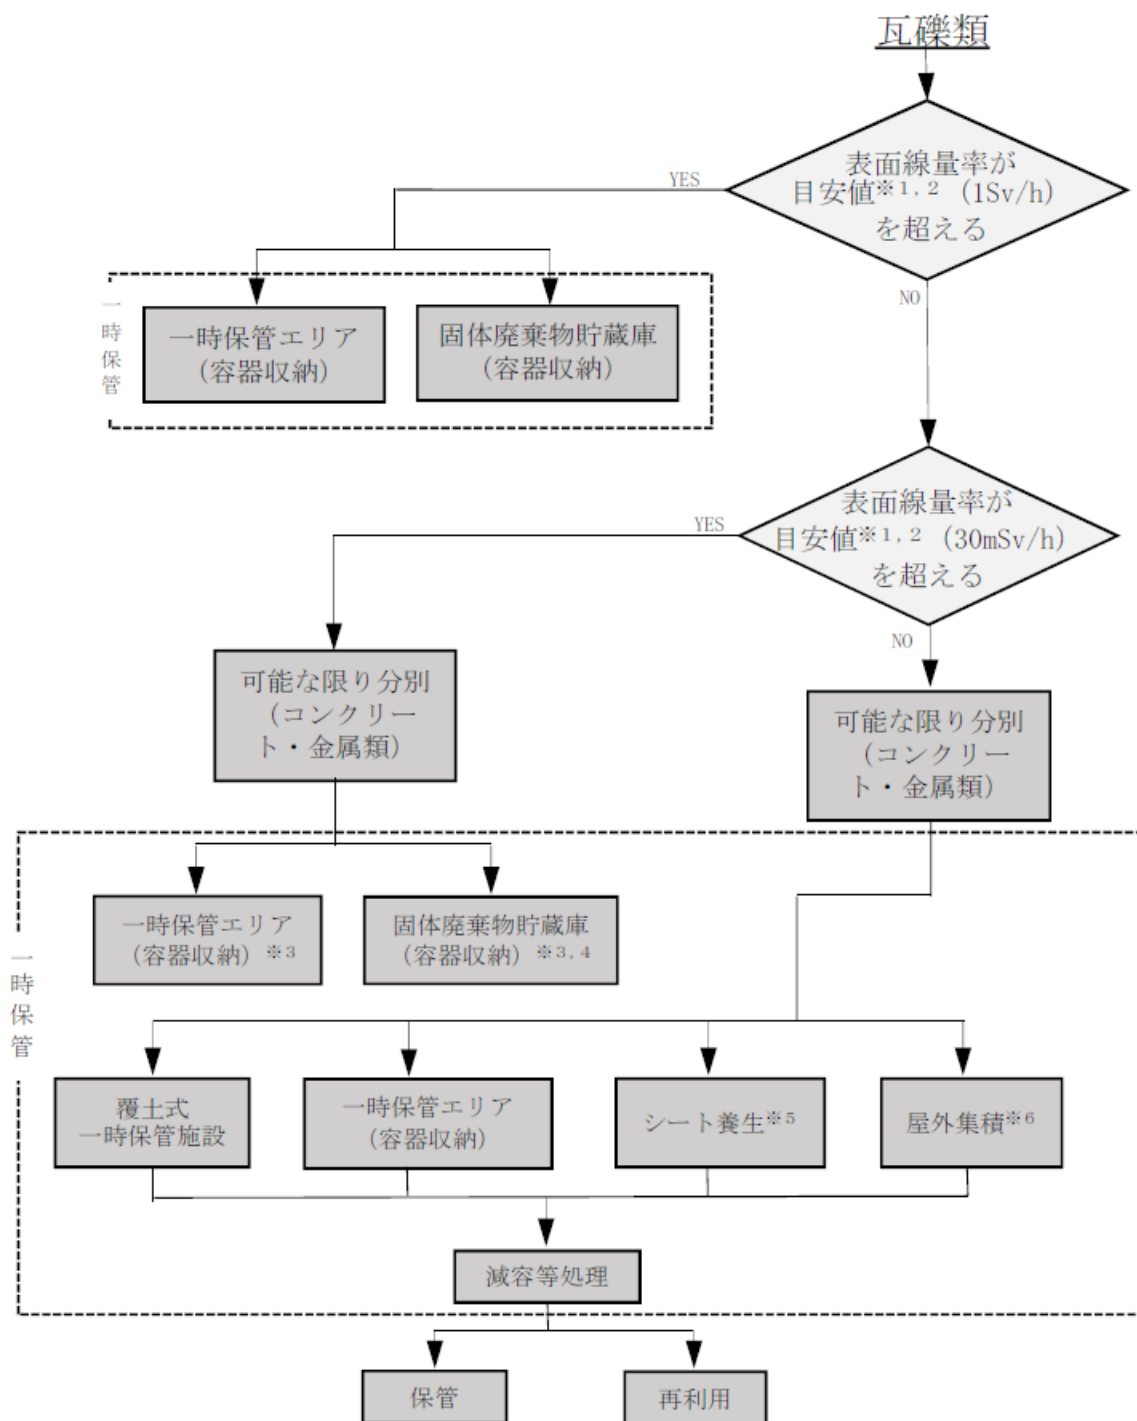 瓦礫類
表面線量率が
目安値※1,2 (1Sv/h)
を超える
YES
NO
一時保管
一時保管エリア
(容器収納)
固体廃棄物貯蔵庫
(容器収納)
表面線量率が
目安値※1,2 (30mSv/h)
を超える
YES
NO
可能な限り分別
(コンクリー
ト・金属類)
可能な限り分別
(コンクリー
ト・金属類)
一時保管
一時保管エリア
(容器収納)※3
固体廃棄物貯蔵庫
(容器収納)※3,4
覆土式
一時保管施設
一時保管エリア
(容器収納)
シート養生※5
屋外集積※6
減容等処理
保管
再利用